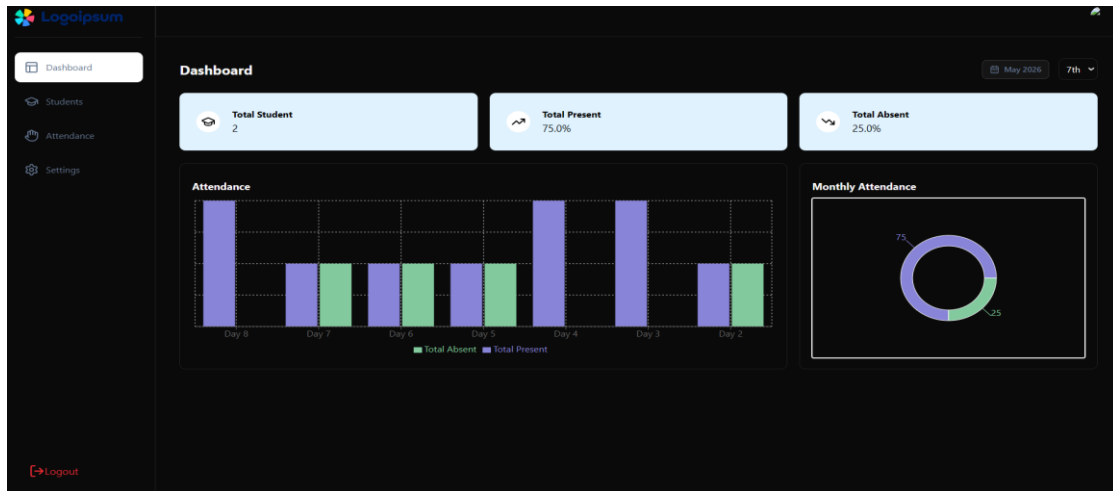 Logoipsum
Dashboard
Students
Attendance
Settings
Logout
Dashboard
May 2026
7th
Total Student
2
Total Present
75.0%
Total Absent
25.0%
Attendance
Day 8 Day 7 Day 6 Day 5 Day 4 Day 3 Day 2
Total Absent Total Present
Monthly Attendance
75
25